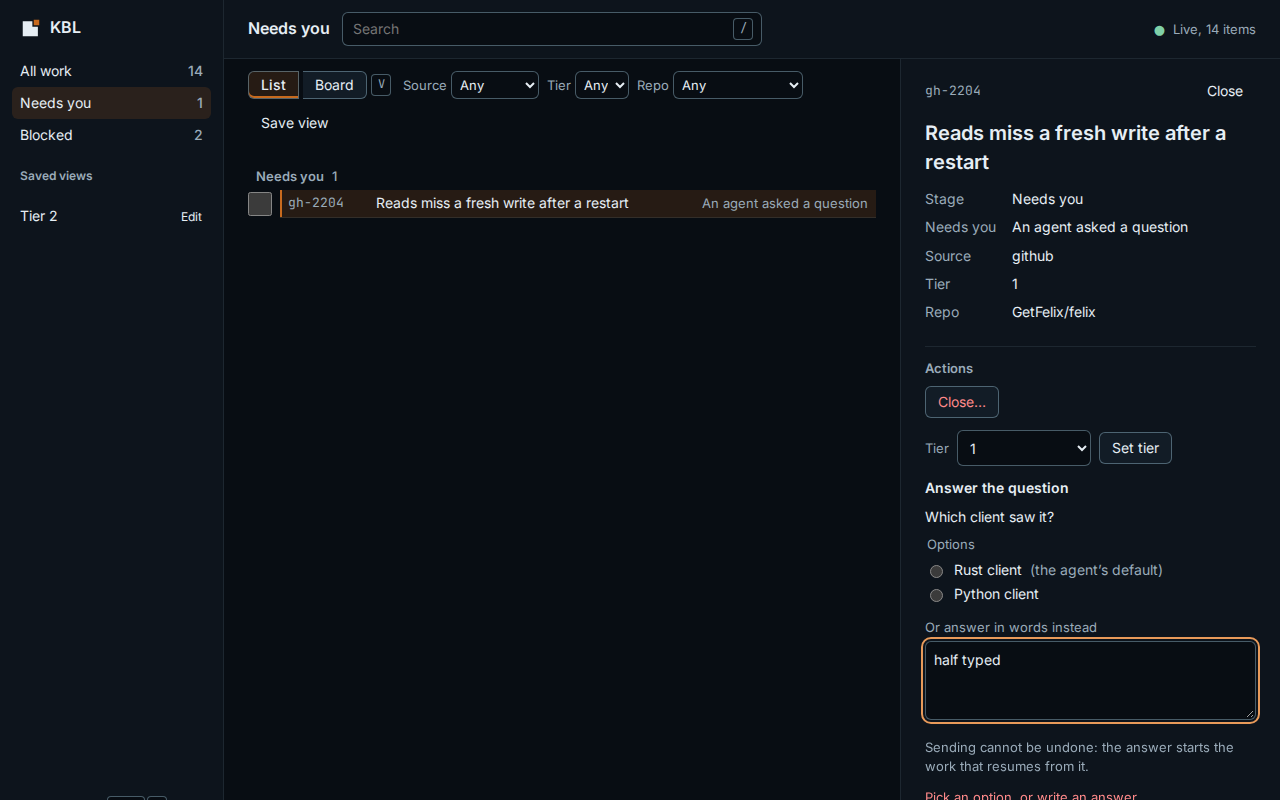 KBL
All work 14
Needs you 1
Blocked 2
Saved views
Tier 2 Edit
Needs you Search / Live, 14 items
List Board V Source Any Tier Any Repo Any
Save view
Needs you 1
gh-2204 Reads miss a fresh write after a restart An agent asked a question
gh-2204 Close
Reads miss a fresh write after a
restart
Stage Needs you
Needs you An agent asked a question
Source github
Tier 1
Repo GetFelix/felix
Actions
Close...
Tier 1 Set tier
Answer the question
Which client saw it?
Options
Rust client (the agent’s default)
Python client
Or answer in words instead
half typed
Sending cannot be undone: the answer starts the
work that resumes from it.
Pick an option, or write an answer.